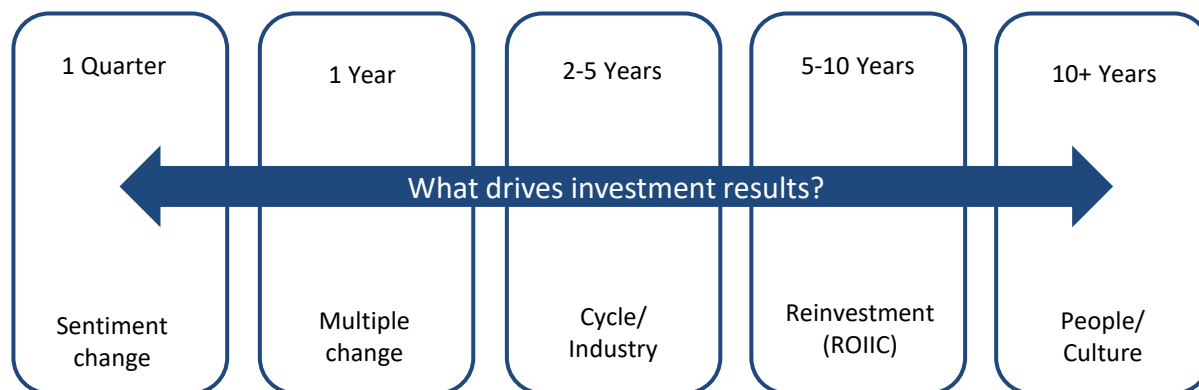 1 Quarter
1 Year
2-5 Years
5-10 Years
10+ Years
What drives investment results?
Sentiment
change
Multiple
change
Cycle/
Industry
Reinvestment
(ROIIC)
People/
Culture